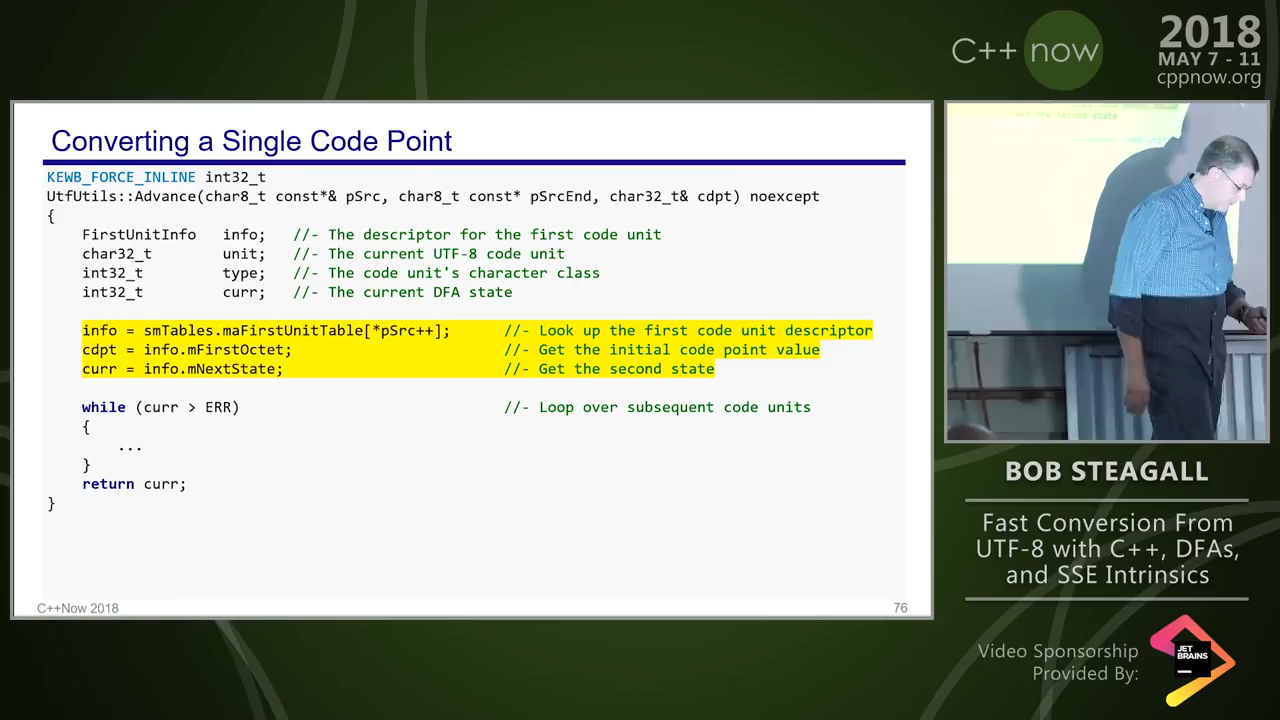 C++ now
2018
MAY 7 - 11
cppnow.org
Converting a Single Code Point
KEWB_FORCE_INLINE int32_t
UtfUtils::Advance(char8_t const*& pSrc, char8_t const* pSrcEnd, char32_t& cdpt) noexcept
{
FirstUnitInfo info; //- The descriptor for the first code unit
char32_t unit; //- The current UTF-8 code unit
int32_t type; //- The code unit's character class
int32_t curr; //- The current DFA state
info = smTables.maFirstUnitTable[*pSrc++]; //- Look up the first code unit descriptor
cdpt = info.mFirstOctet; //- Get the initial code point value
curr = info.mNextState; //- Get the second state
while (curr > ERR) //- Loop over subsequent code units
{
...
}
return curr;
}
C++Now 2018
76
Get the second state
BOB STEAGALL
Fast Conversion From
UTF-8 with C++, DFAs,
and SSE Intrinsics
Video Sponsorship
Provided By:
JET
BRAINS